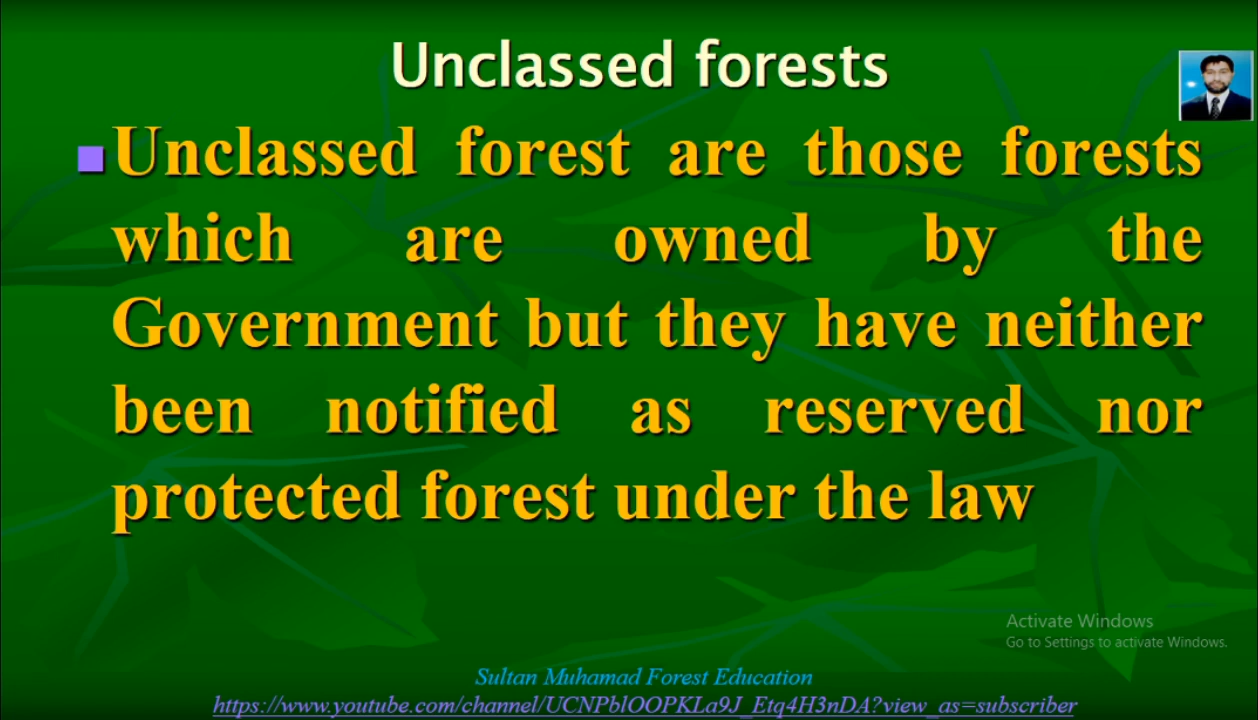 Unclassed forests
Unclassed forest are those forests
which are owned by the
Government but they have neither
been notified as reserved nor
protected forest under the law
Activate Windows
Go to Settings to activate Windows.
Sultan Muhamad Forest Education
https://www.youtube.com/channel/UCNPblOOPKLa9J_Etq4H3nDA?view_as=subscriber